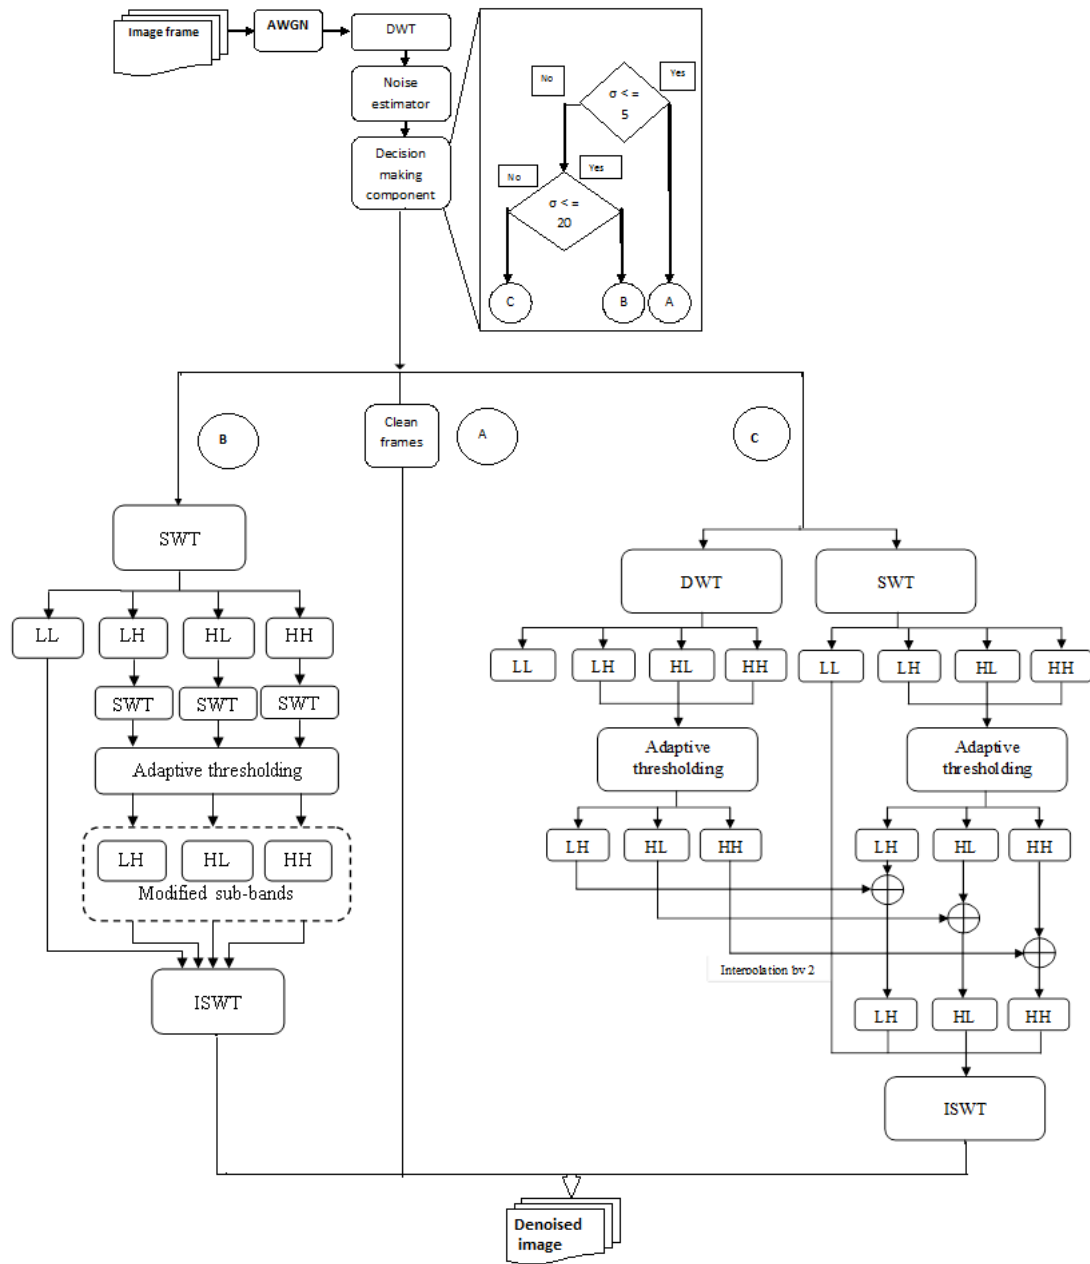 Image frame
AWGN
DWT
Noise
estimator
Decision
making
component
No
Yes
σ < =
5
No
Yes
σ < =
20
C
B
A
B
Clean
frames
A
C
SWT
LL
LH
HL
HH
SWT
SWT
SWT
Adaptive thresholding
LH
HL
HH
Modified sub-bands
ISWT
DWT
SWT
LL
LH
HL
HH
LL
LH
HL
HH
Adaptive
thresholding
Adaptive
thresholding
LH
HL
HH
LH
HL
HH
Interpolation by 2
LH
HL
HH
ISWT
Denoised
image